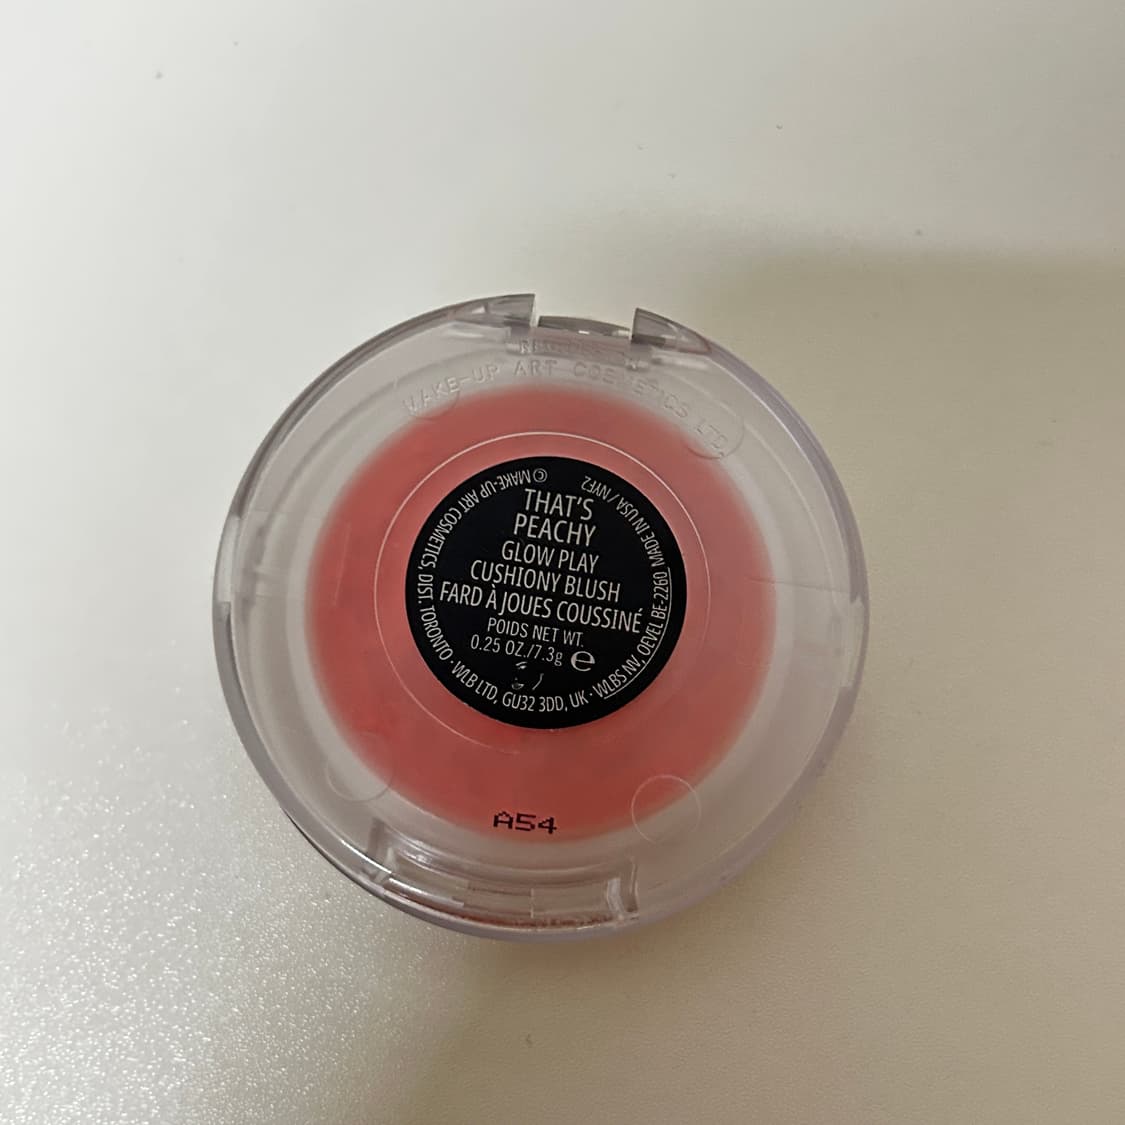 MAKE-UP ART COSMETICS LTD.
THAT'S
PEACHY
GLOW PLAY
CUSHIONY BLUSH
FARD À JOUES COUSSINÉ
POIDS NET WT.
0.25 OZ./7.3g e
© MAKE-UP ART COSMETICS, DIST. TORONTO · WLB LTD, GU32 3DD, UK · WLBS NV, OEVEL BE-2260 MADE IN USA / NYF2
A54